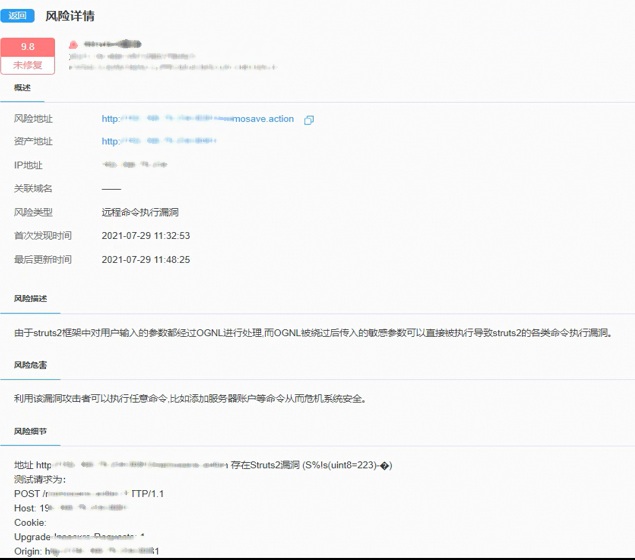 返回 风险详情
9.8
未修复
概述
风险地址 http: mosave.action
资产地址 http:
IP地址
关联域名 ——
风险类型 远程命令执行漏洞
首次发现时间 2021-07-29 11:32:53
最后更新时间 2021-07-29 11:48:25
风险描述
由于struts2框架中对用户输入的参数都经过OGNL进行处理,而OGNL被绕过后传入的敏感参数可以直接被执行导致struts2的各类命令执行漏洞。
风险危害
利用该漏洞攻击者可以执行任意命令,比如添加服务器账户等命令从而危机系统安全。
风险细节
地址 http 存在Struts2漏洞 (S%!s(uint8=223)-�)
测试请求为:
POST / TTP/1.1
Host: 19
Cookie:
Upgrade-Insecure-Requests:
Origin: h